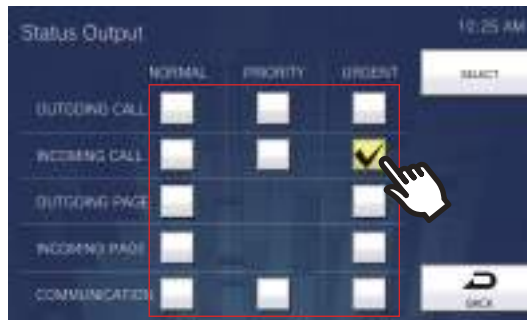 Status Output
10:25 AM
NORMAL PRIORITY URGENT
SELECT
OUTGOING CALL
INCOMING CALL
OUTGOING PAGE
INCOMING PAGE
COMMUNICATION
BACK